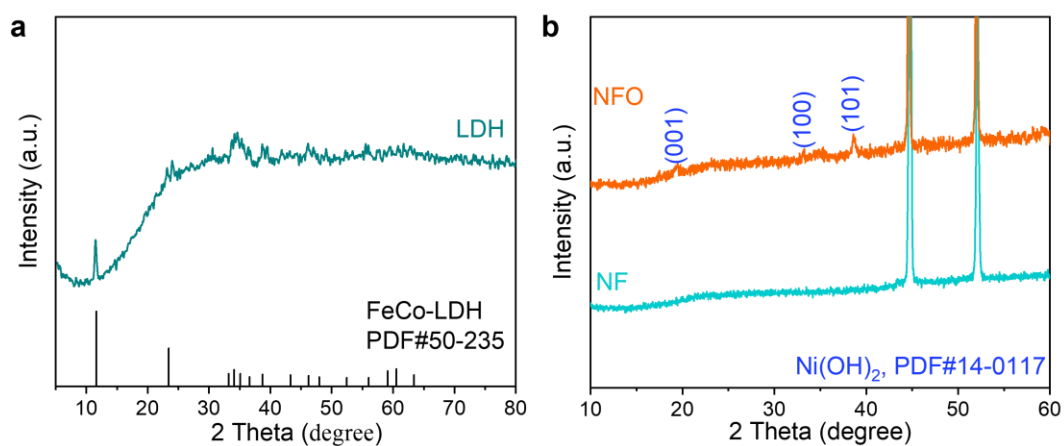 a
Intensity (a.u.)
LDH
FeCo-LDH
PDF#50-235
10 20 30 40 50 60 70 80
2 Theta (degree)
b
Intensity (a.u.)
NFO
(001)
(100)
(101)
NF
Ni(OH)₂, PDF#14-0117
10 20 30 40 50 60
2 Theta (degree)